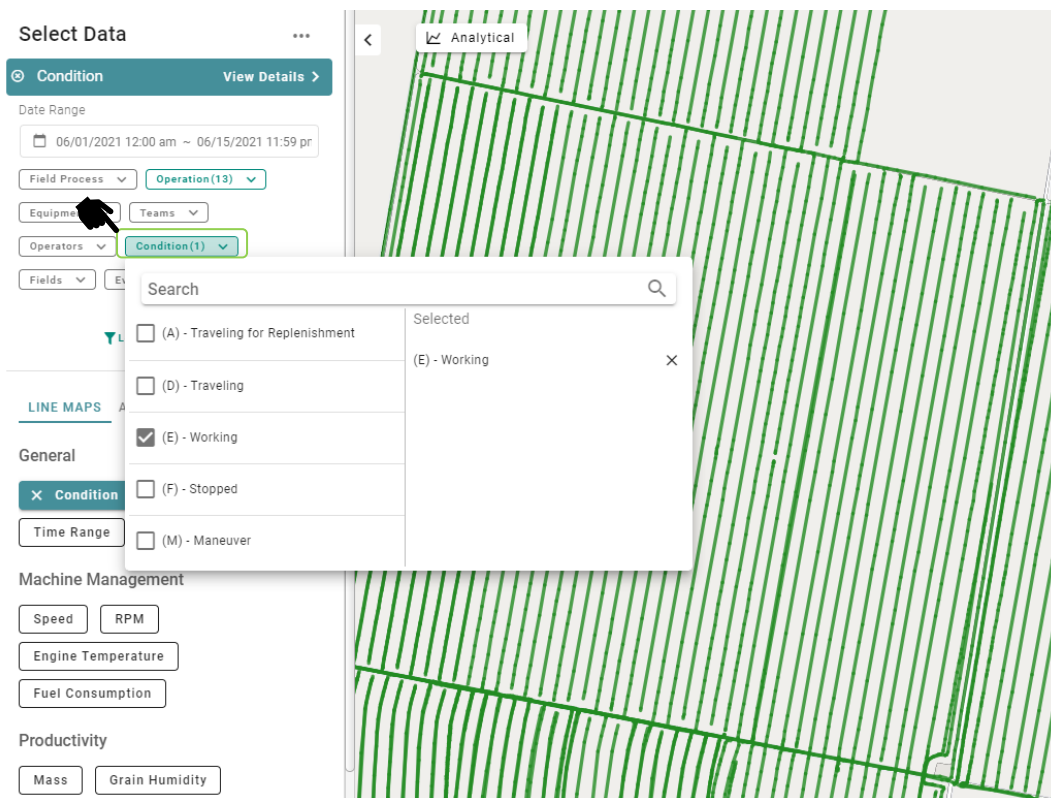 Select Data
Analytical
Condition View Details
Date Range
06/01/2021 12:00 am ~ 06/15/2021 11:59 pr
Field Process Operation(13)
Teams
Operators Condition(1)
Fields
Search
(A) - Traveling for Replenishment
(D) - Traveling
(E) - Working
(F) - Stopped
(M) - Maneuver
Selected
(E) - Working
LINE MAPS
General
Condition
Time Range
Machine Management
Speed RPM
Engine Temperature
Fuel Consumption
Productivity
Mass Grain Humidity